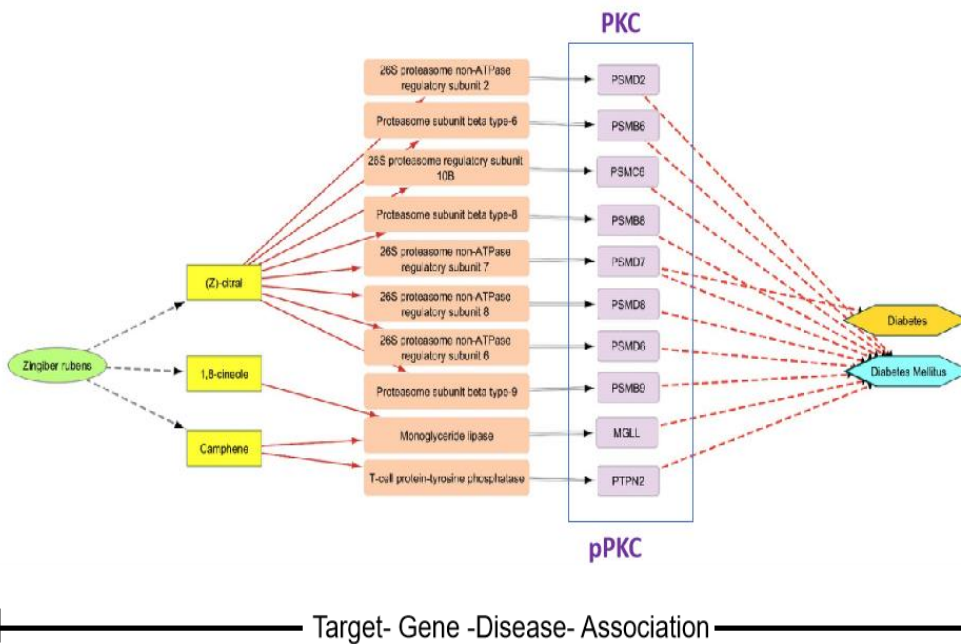 PKC
26S proteasome non-ATPase
regulatory subunit 2
PSMD2
Proteasome subunit beta type-6
PSMB6
26S proteasome regulatory subunit
10B
PSMC6
Proteasome subunit beta type-8
PSMB8
26S proteasome non-ATPase
regulatory subunit 7
PSMD7
(Z)-citral
26S proteasome non-ATPase
regulatory subunit 8
PSMD8
Diabetes
26S proteasome non-ATPase
regulatory subunit 6
PSMD6
Zingiber rubens
Diabetes Mellitus
1,8-cineole
Proteasome subunit beta type-9
PSMB9
Camphene
Monoglyceride lipase
MGLL
T-cell protein-tyrosine phosphatase
PTPN2
pPKC
Target- Gene -Disease- Association